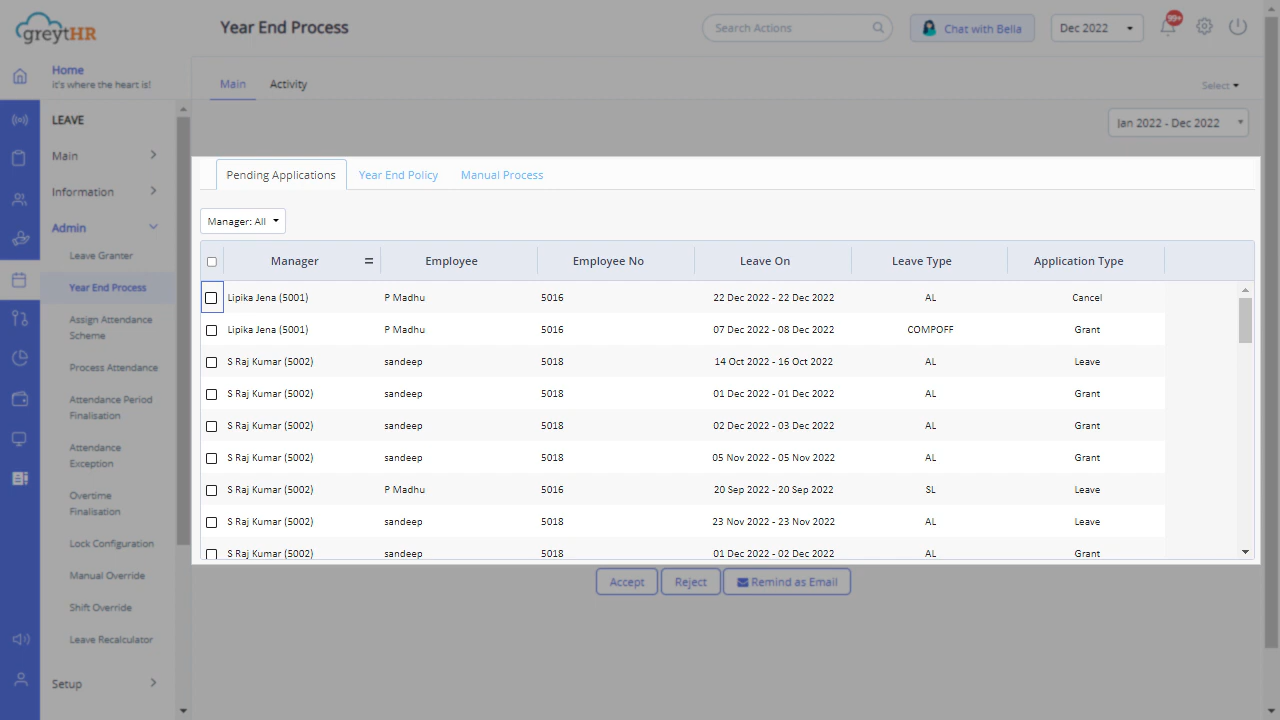 greytHR
Year End Process
Search Actions
Chat with Bella
Dec 2022
99+
Home
it's where the heart is!
Main
Activity
Select
LEAVE
Main
Information
Admin
Leave Granter
Year End Process
Assign Attendance
Scheme
Process Attendance
Attendance Period
Finalisation
Attendance
Exception
Overtime
Finalisation
Lock Configuration
Manual Override
Shift Override
Leave Recalculator
Setup
Jan 2022 - Dec 2022
Pending Applications Year End Policy Manual Process
Manager: All
Manager Employee Employee No Leave On Leave Type Application Type
Lipika Jena (5001) P Madhu 5016 22 Dec 2022 - 22 Dec 2022 AL Cancel
Lipika Jena (5001) P Madhu 5016 07 Dec 2022 - 08 Dec 2022 COMPOFF Grant
S Raj Kumar (5002) sandeep 5018 14 Oct 2022 - 16 Oct 2022 AL Leave
S Raj Kumar (5002) sandeep 5018 01 Dec 2022 - 01 Dec 2022 AL Grant
S Raj Kumar (5002) sandeep 5018 02 Dec 2022 - 03 Dec 2022 AL Grant
S Raj Kumar (5002) sandeep 5018 05 Nov 2022 - 05 Nov 2022 AL Grant
S Raj Kumar (5002) P Madhu 5016 20 Sep 2022 - 20 Sep 2022 SL Leave
S Raj Kumar (5002) sandeep 5018 23 Nov 2022 - 23 Nov 2022 AL Leave
S Raj Kumar (5002) sandeep 5018 01 Dec 2022 - 02 Dec 2022 AL Grant
Accept Reject Remind as Email